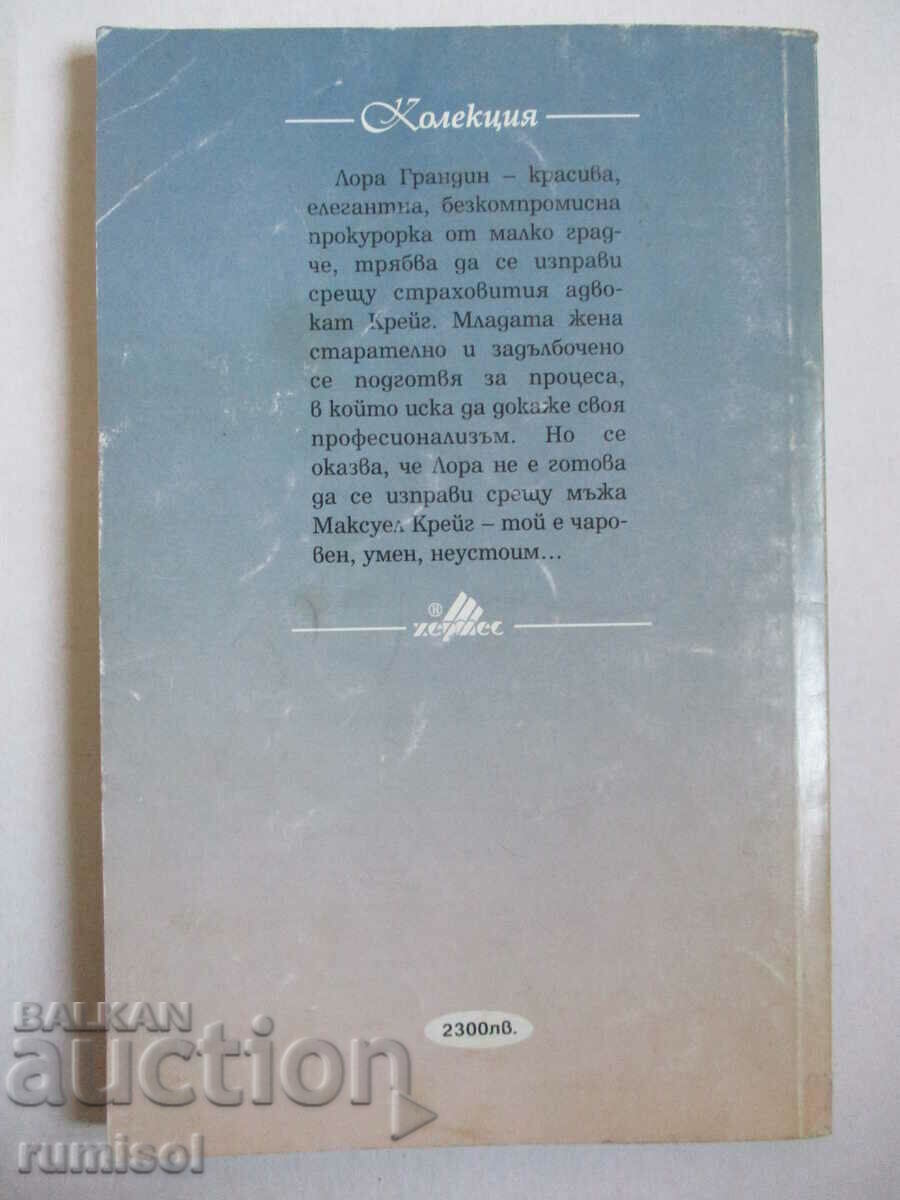 Колекция
Лора Грандин – красива,
елегантна, безкомпромисна
прокурорка от малко град-
че, трябва да се изправи
срещу страховития адво-
кат Крейг. Младата жена
старателно и задълбочено
се подготвя за процеса,
в който иска да докаже своя
професионализъм. Но се
оказва, че Лора не е готова
да се изправи срещу мъжа
Максуел Крейг – той е чаро-
вен, умен, неустоим...
®
хермес
2300лв.
BALKAN
auction
rumisol